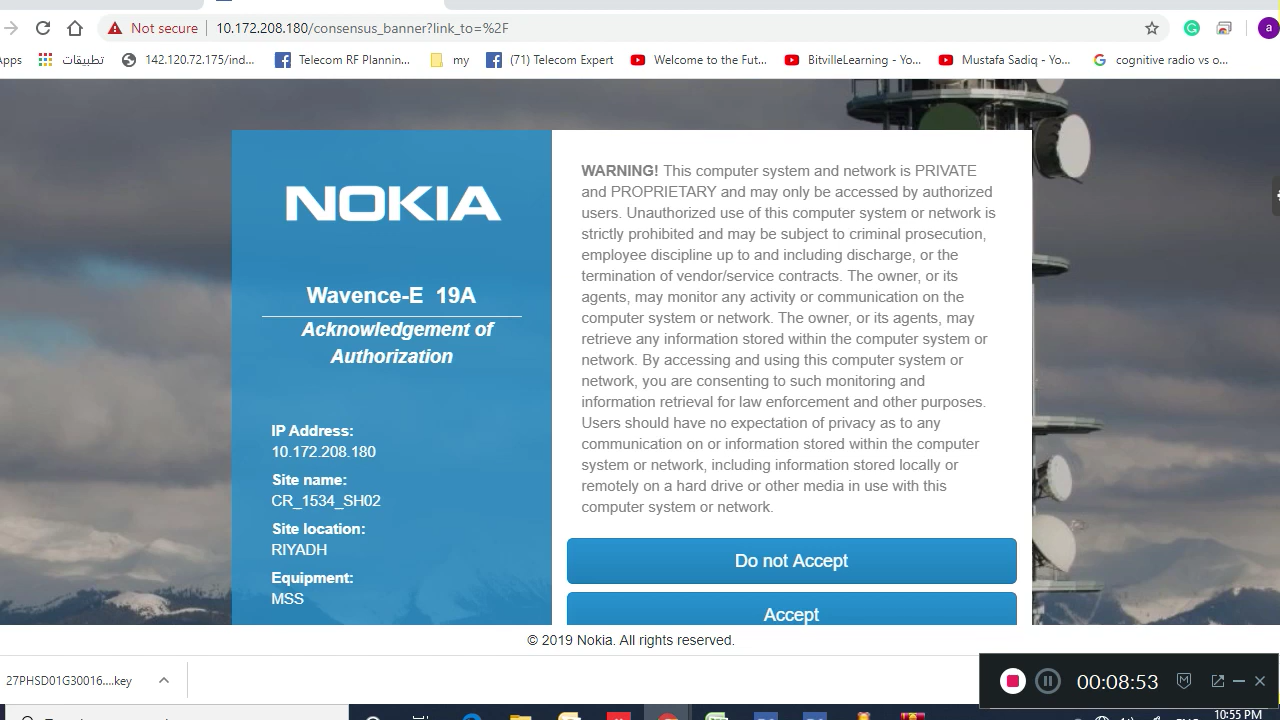 Not secure 10.172.208.180/consensus_banner?link_to=%2F
a
pps تطبيقات 142.120.72.175/ind... Telecom RF Plannin... my (71) Telecom Expert Welcome to the Fut... BitvilleLearning - Yo... Mustafa Sadiq - Yo... cognitive radio vs o...
NOKIA
Wavence-E 19A
Acknowledgement of
Authorization
IP Address:
10.172.208.180
Site name:
CR_1534_SH02
Site location:
RIYADH
Equipment:
MSS
WARNING! This computer system and network is PRIVATE
and PROPRIETARY and may only be accessed by authorized
users. Unauthorized use of this computer system or network is
strictly prohibited and may be subject to criminal prosecution,
employee discipline up to and including discharge, or the
termination of vendor/service contracts. The owner, or its
agents, may monitor any activity or communication on the
computer system or network. The owner, or its agents, may
retrieve any information stored within the computer system or
network. By accessing and using this computer system or
network, you are consenting to such monitoring and
information retrieval for law enforcement and other purposes.
Users should have no expectation of privacy as to any
communication on or information stored within the computer
system or network, including information stored locally or
remotely on a hard drive or other media in use with this
computer system or network.
Do not Accept
Accept
© 2019 Nokia. All rights reserved.
27PHSD01G30016....key
00:08:53
10:55 PM